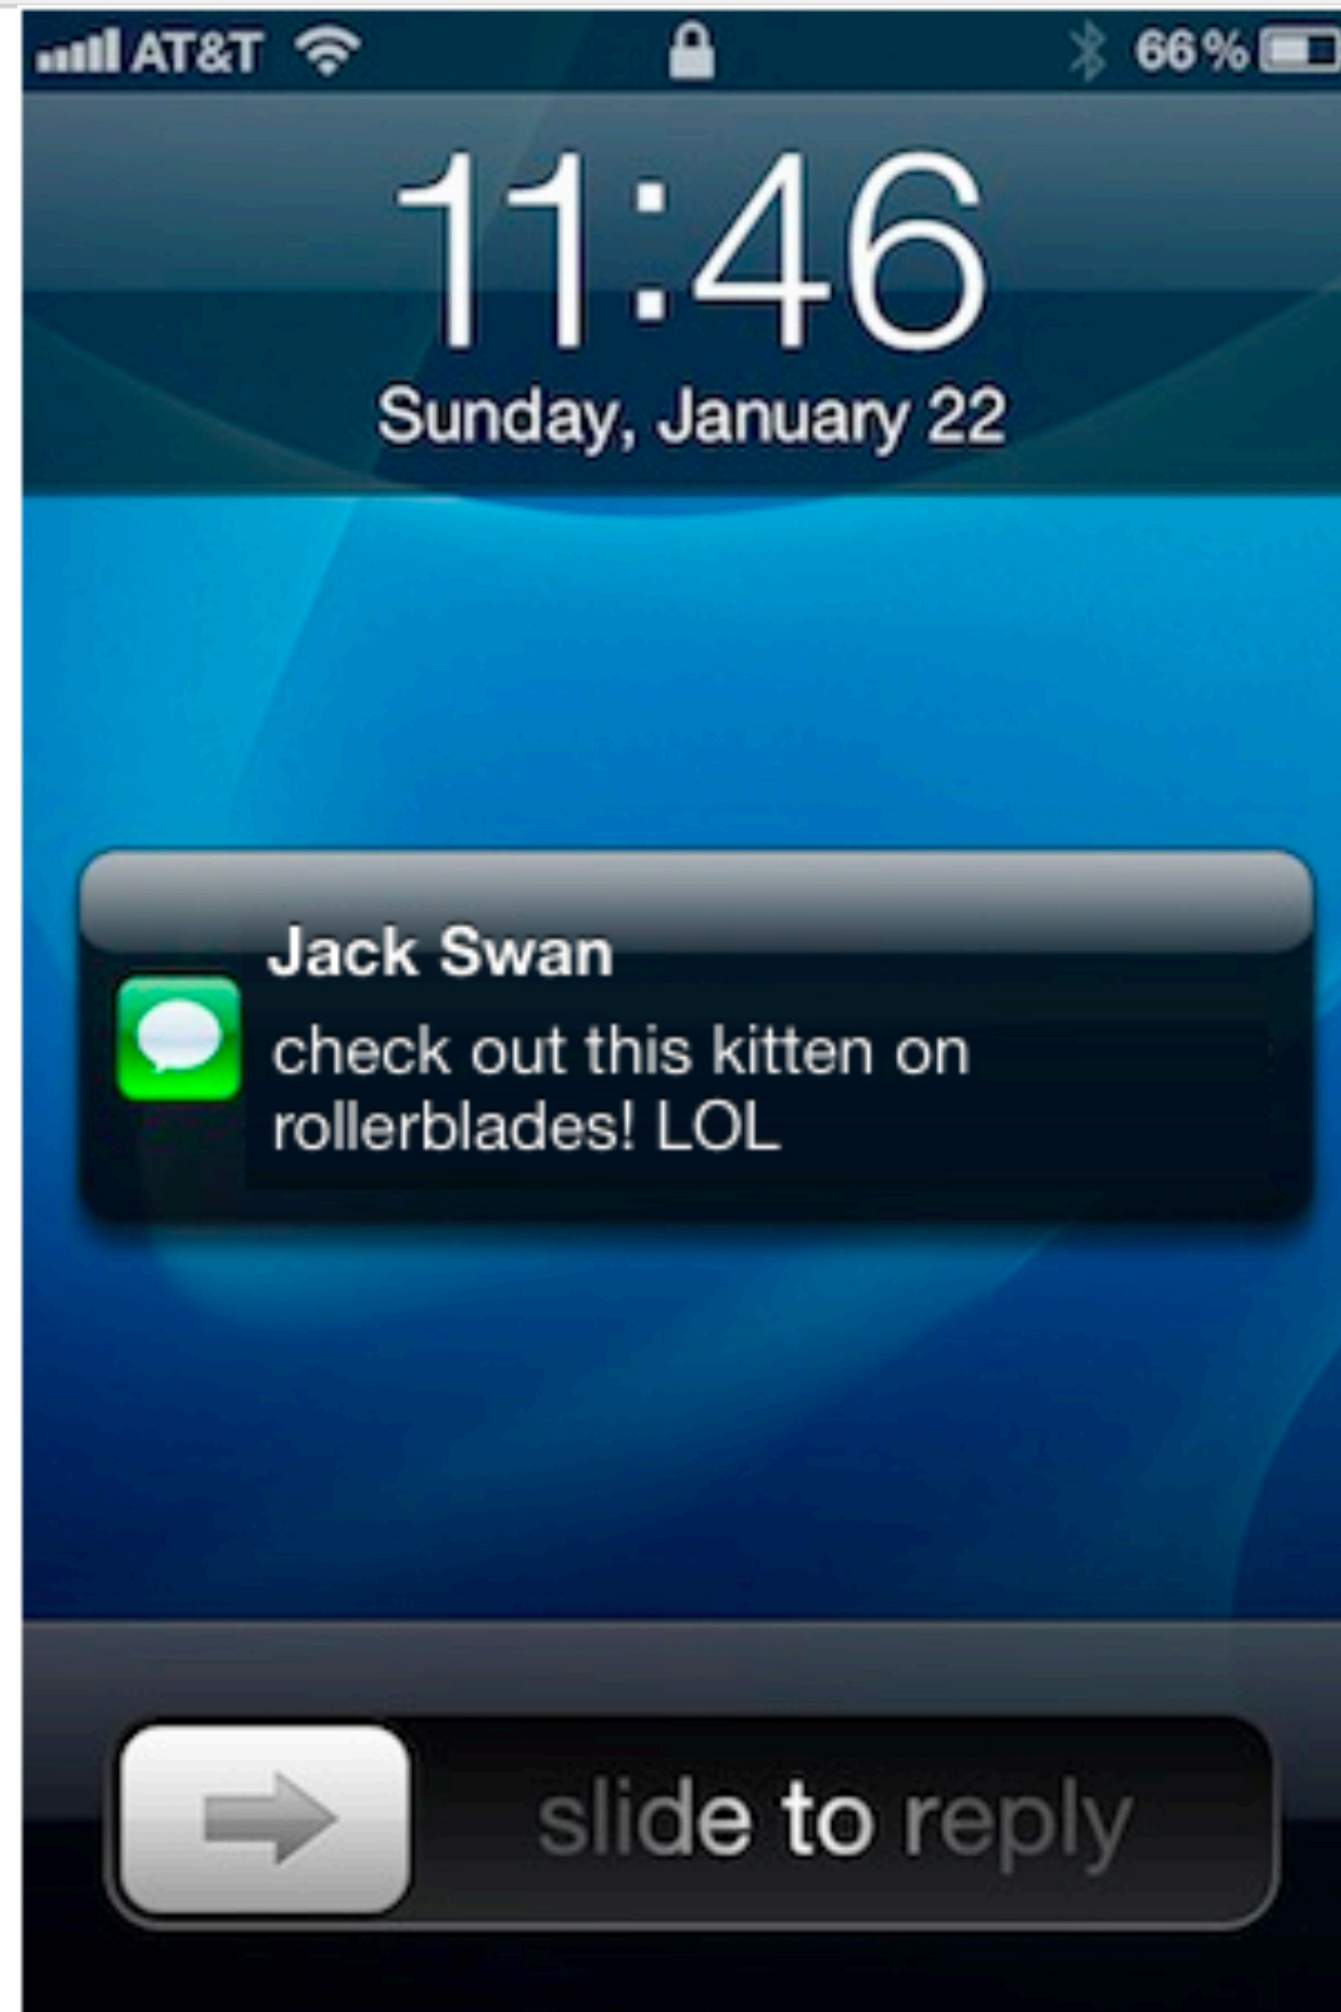 AT&T 66%
11:46
Sunday, January 22
Jack Swan
check out this kitten on
rollerblades! LOL
slide to reply